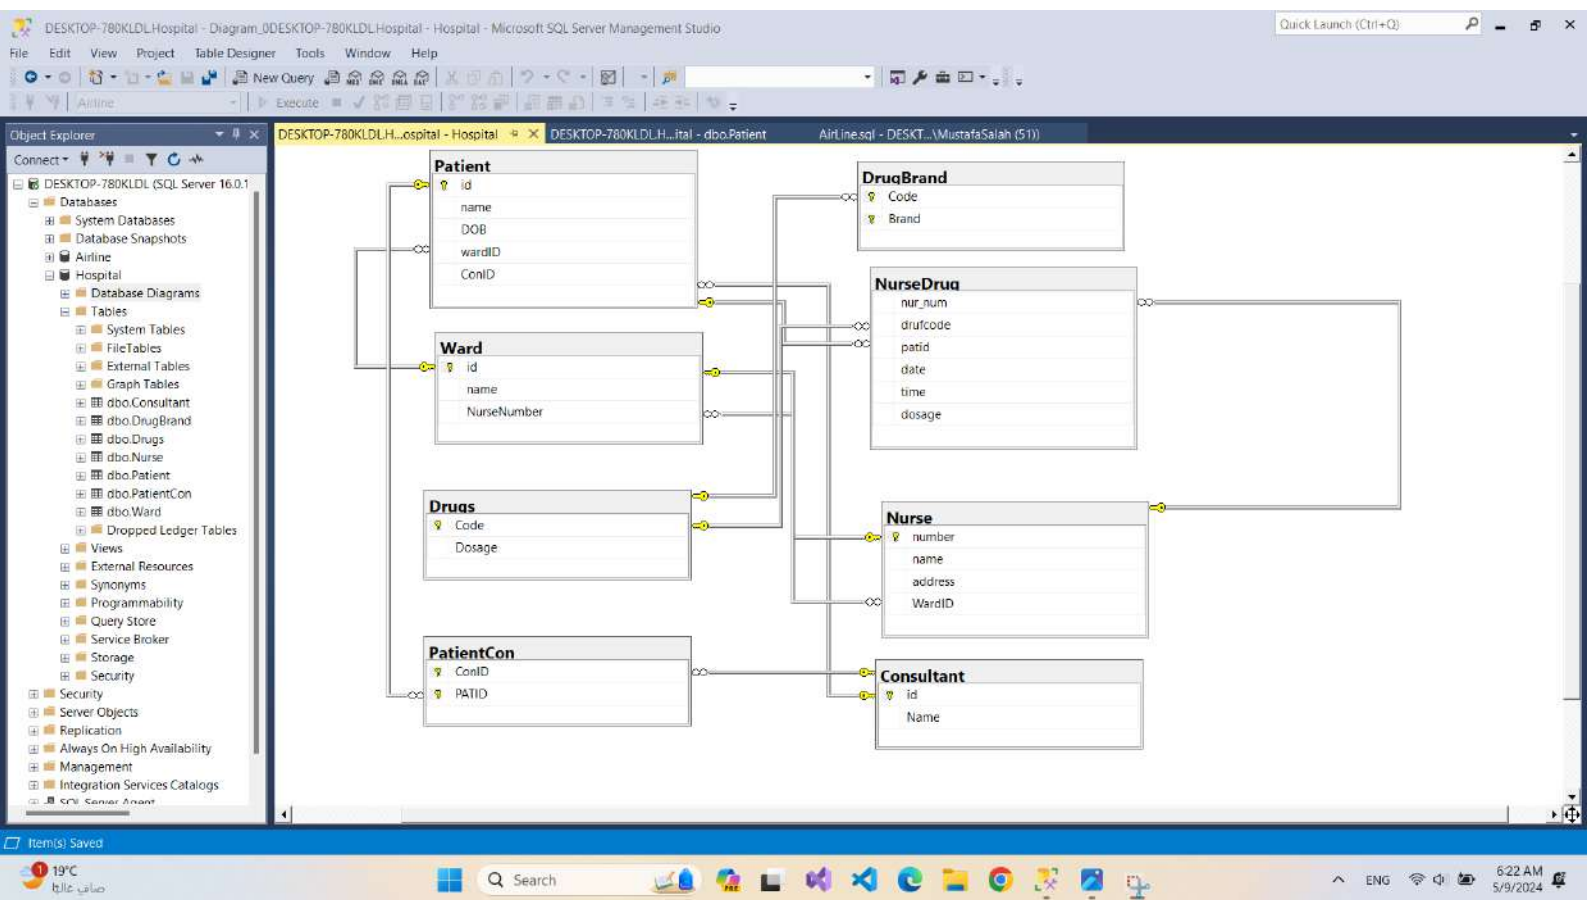 DESKTOP-780KLDL.Hospital - Diagram_0DESKTOP-780KLDL.Hospital - Hospital - Microsoft SQL Server Management Studio
Quick Launch (Ctrl+Q)
File Edit View Project Table Designer Tools Window Help
New Query
Airline
Execute
Object Explorer
DESKTOP-780KLDL.H...ospital - Hospital
DESKTOP-780KLDL.H...ital - dbo.Patient
AirLine.sql - DESKT...\MustafaSalah (51))
Connect
DESKTOP-780KLDL (SQL Server 16.0.1
Databases
System Databases
Database Snapshots
Airline
Hospital
Database Diagrams
Tables
System Tables
FileTables
External Tables
Graph Tables
dbo.Consultant
dbo.DrugBrand
dbo.Drugs
dbo.Nurse
dbo.Patient
dbo.PatientCon
dbo.Ward
Dropped Ledger Tables
Views
External Resources
Synonyms
Programmability
Query Store
Service Broker
Storage
Security
Security
Server Objects
Replication
Always On High Availability
Management
Integration Services Catalogs
SQL Server Agent
Patient
id
name
DOB
wardID
ConID
Ward
id
name
NurseNumber
Drugs
Code
Dosage
PatientCon
ConID
PATID
DrugBrand
Code
Brand
NurseDrug
nur_num
drufcode
patid
date
time
dosage
Nurse
number
name
address
WardID
Consultant
id
Name
Item(s) Saved
1
19°C
صافٍ غالبًا
Search
PRE
ENG
6:22 AM
5/9/2024